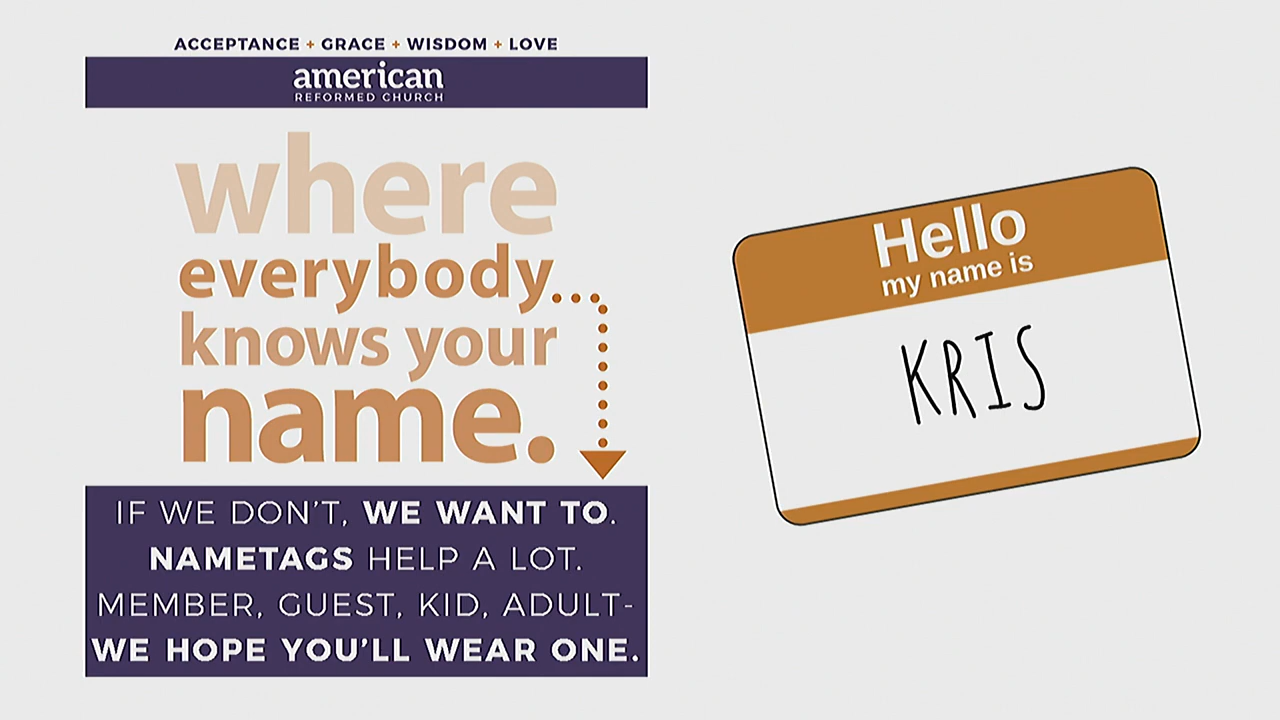 ACCEPTANCE + GRACE + WISDOM + LOVE
american
REFORMED CHURCH
where
everybody
knows your
name.
IF WE DON'T, WE WANT TO.
NAMETAGS HELP A LOT.
MEMBER, GUEST, KID, ADULT-
WE HOPE YOU'LL WEAR ONE.
Hello
my name is
KRIS